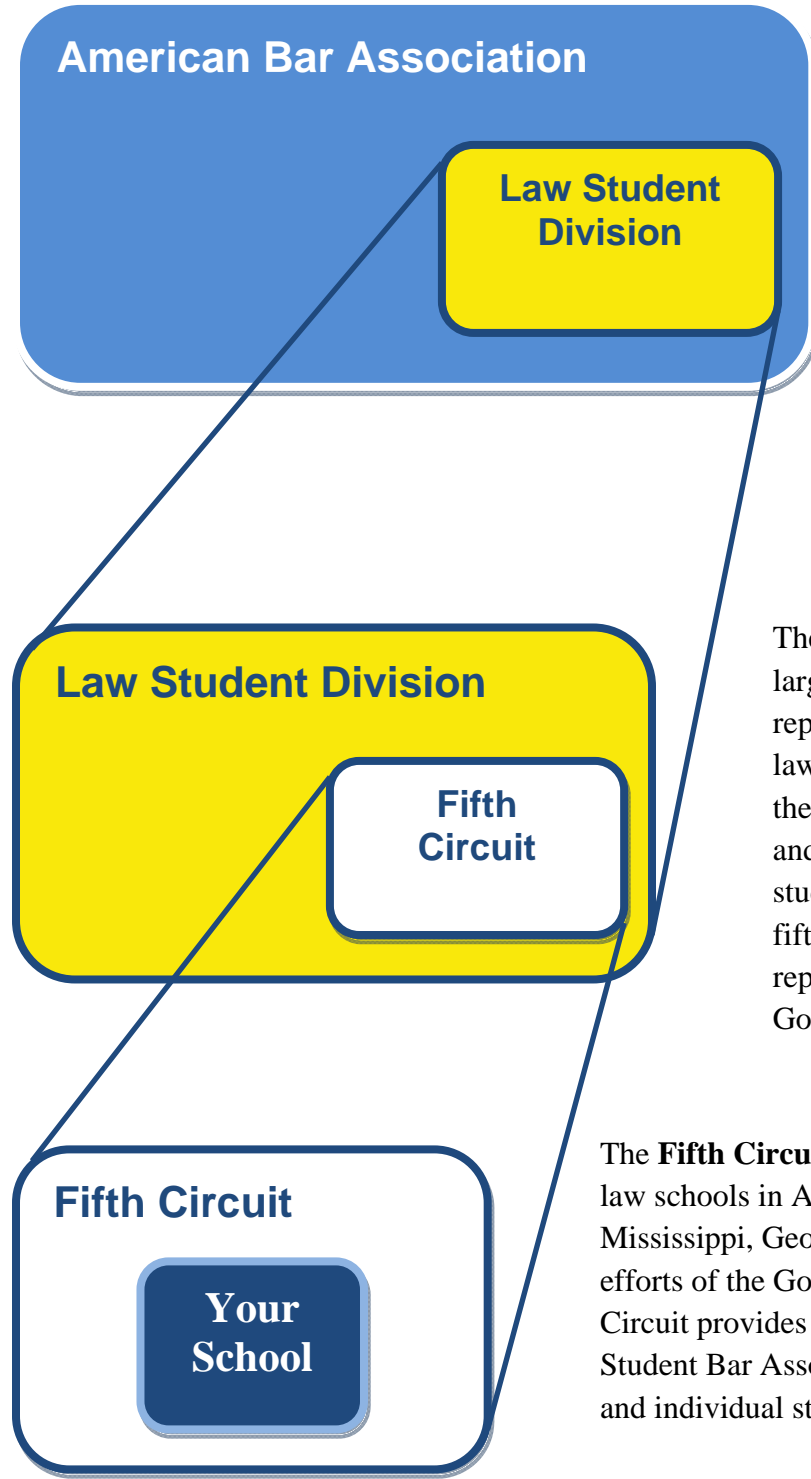 American Bar Association
Law Student
Division
Law Student Division
Fifth
Circuit
The
larg
rep
law
the
and
stu
fift
rep
Go
Fifth Circuit
Your
School
The Fifth Circu
law schools in A
Mississippi, Geo
efforts of the Go
Circuit provides
Student Bar Asso
and individual st